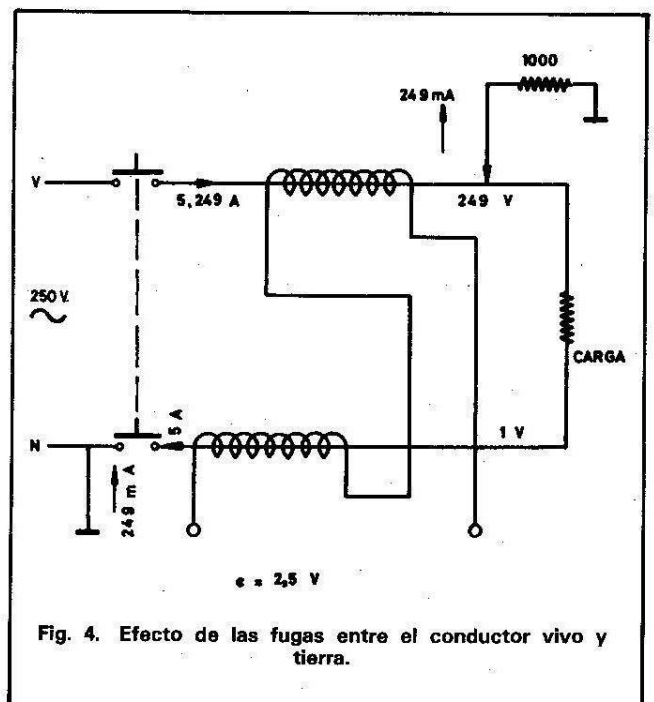 1000
249 mA
V
5,249 A
249 V
250 V.
CARGA
5 A
N
1 V
249 m A
e = 2,5 V
Fig. 4. Efecto de las fugas entre el conductor vivo y
tierra.